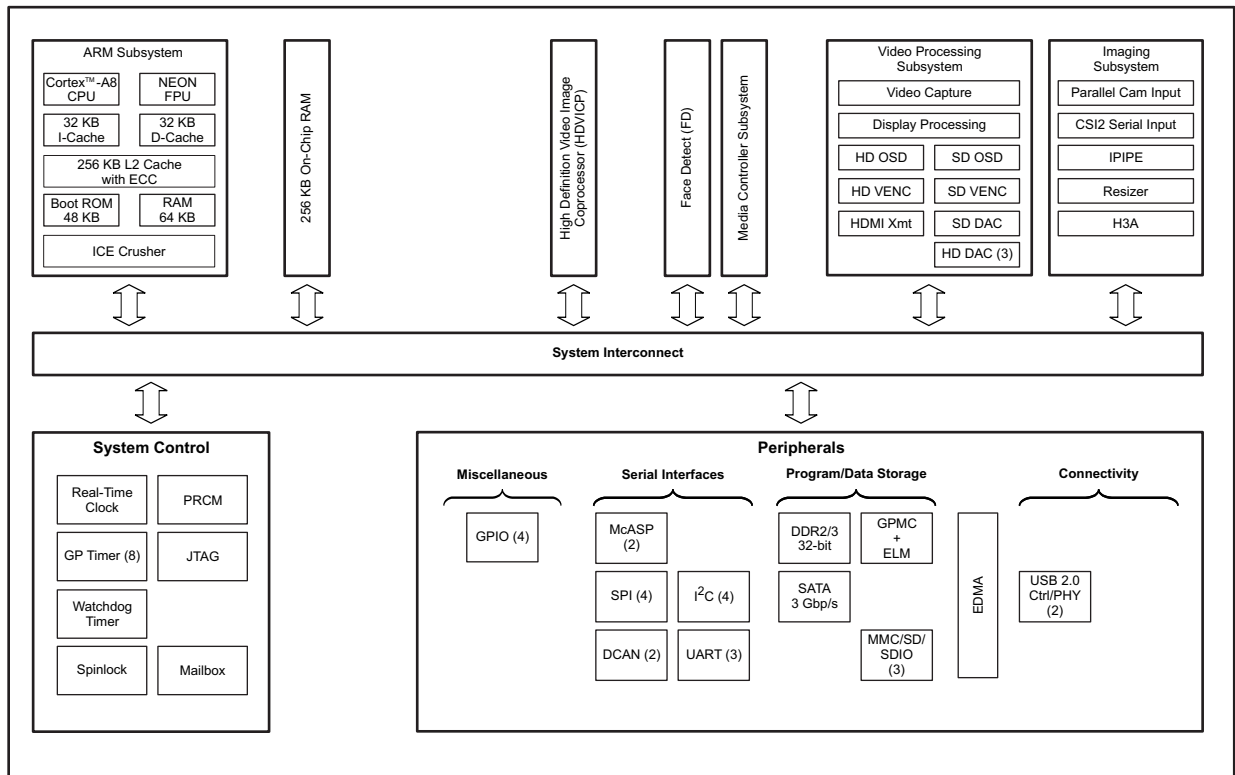 ARM Subsystem
Cortex™-A8
CPU
NEON
FPU
32 KB
I-Cache
32 KB
D-Cache
256 KB L2 Cache
with ECC
Boot ROM
48 KB
RAM
64 KB
ICE Crusher
256 KB On-Chip RAM
High Definition Video Image
Coprocessor (HDVICP)
Face Detect (FD)
Media Controller Subsystem
Video Processing
Subsystem
Video Capture
Display Processing
HD OSD
SD OSD
HD VENC
SD VENC
HDMI Xmt
SD DAC
HD DAC (3)
Imaging
Subsystem
Parallel Cam Input
CSI2 Serial Input
IPIPE
Resizer
H3A
System Interconnect
System Control
Real-Time
Clock
PRCM
GP Timer (8)
JTAG
Watchdog
Timer
Spinlock
Mailbox
Peripherals
Miscellaneous
GPIO (4)
Serial Interfaces
McASP
(2)
SPI (4)
I²C (4)
DCAN (2)
UART (3)
Program/Data Storage
DDR2/3
32-bit
GPMC
+
ELM
SATA
3 Gbp/s
MMC/SD/
SDIO
(3)
EDMA
Connectivity
USB 2.0
Ctrl/PHY
(2)